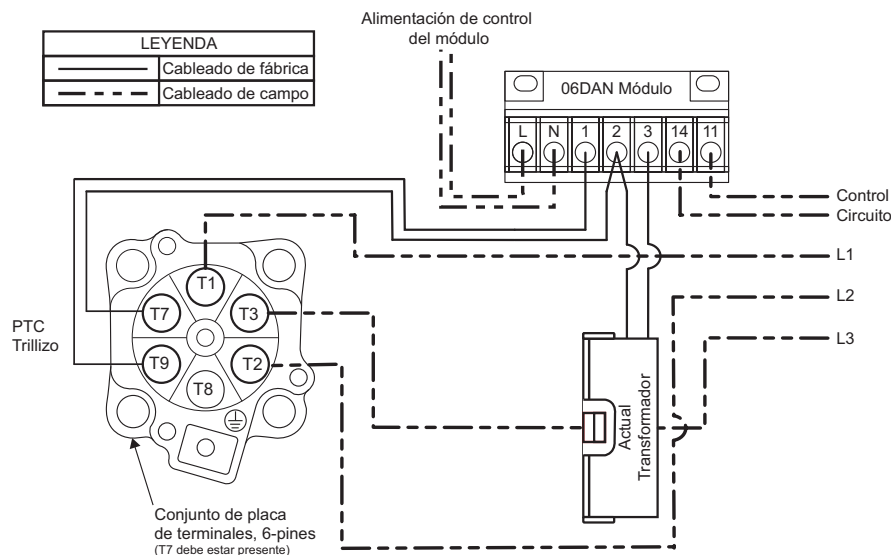 Alimentación de control
del módulo
LEYENDA
Cableado de fábrica
Cableado de campo
06DAN Módulo
L N 1 2 3 14 11
Control
Circuito
L1
L2
L3
T1
T7 T3
T9 T2
T8
PTC
Trillizo
Actual
Transformador
Conjunto de placa
de terminales, 6-pines
(T7 debe estar presente)